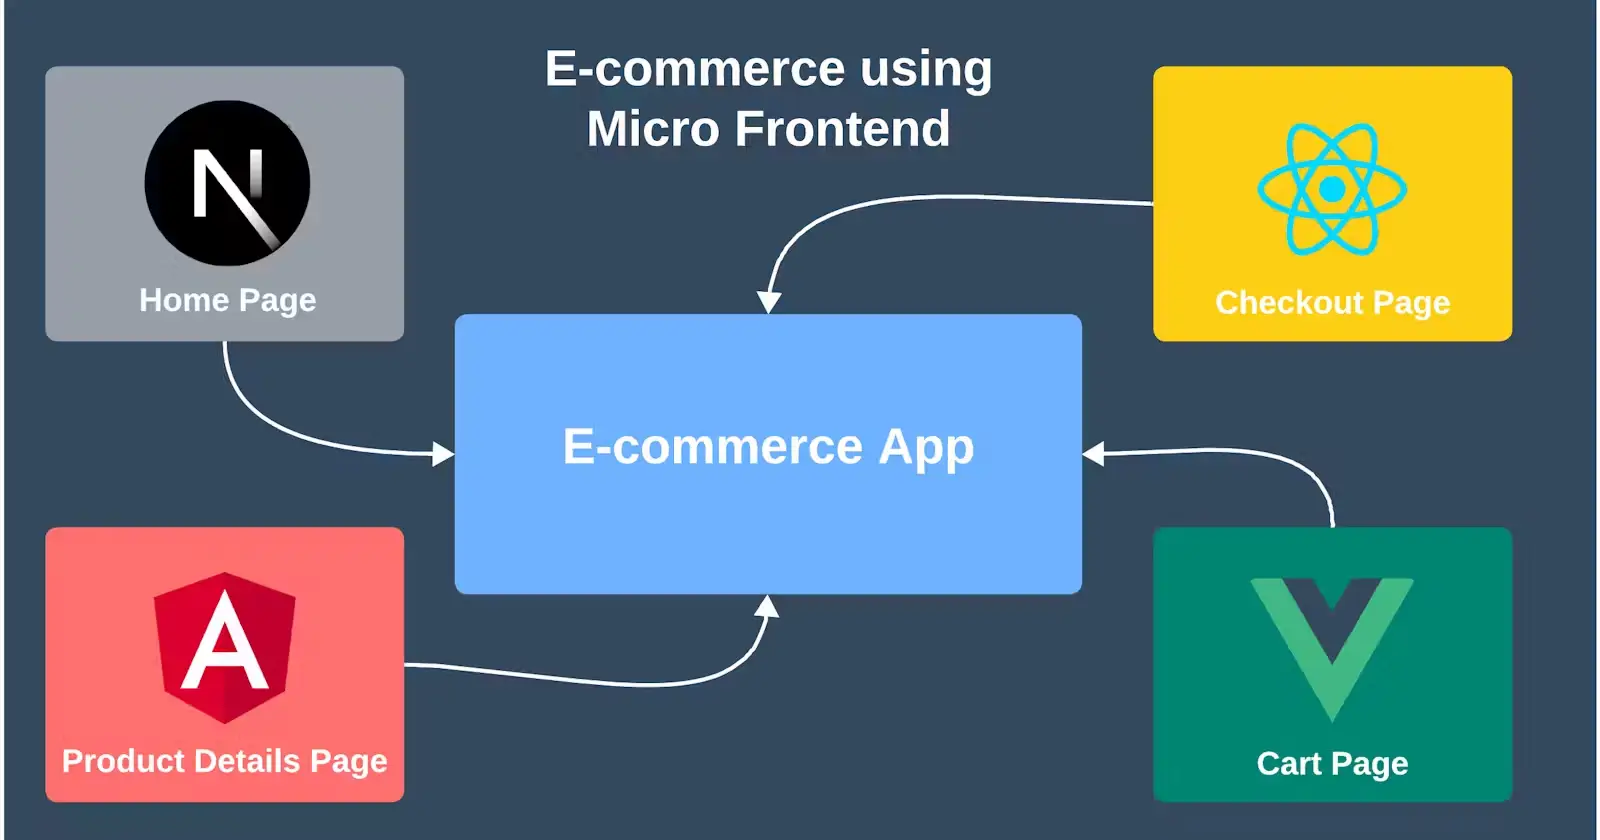 E-commerce using
Micro Frontend
Home Page
Checkout Page
E-commerce App
Product Details Page
Cart Page